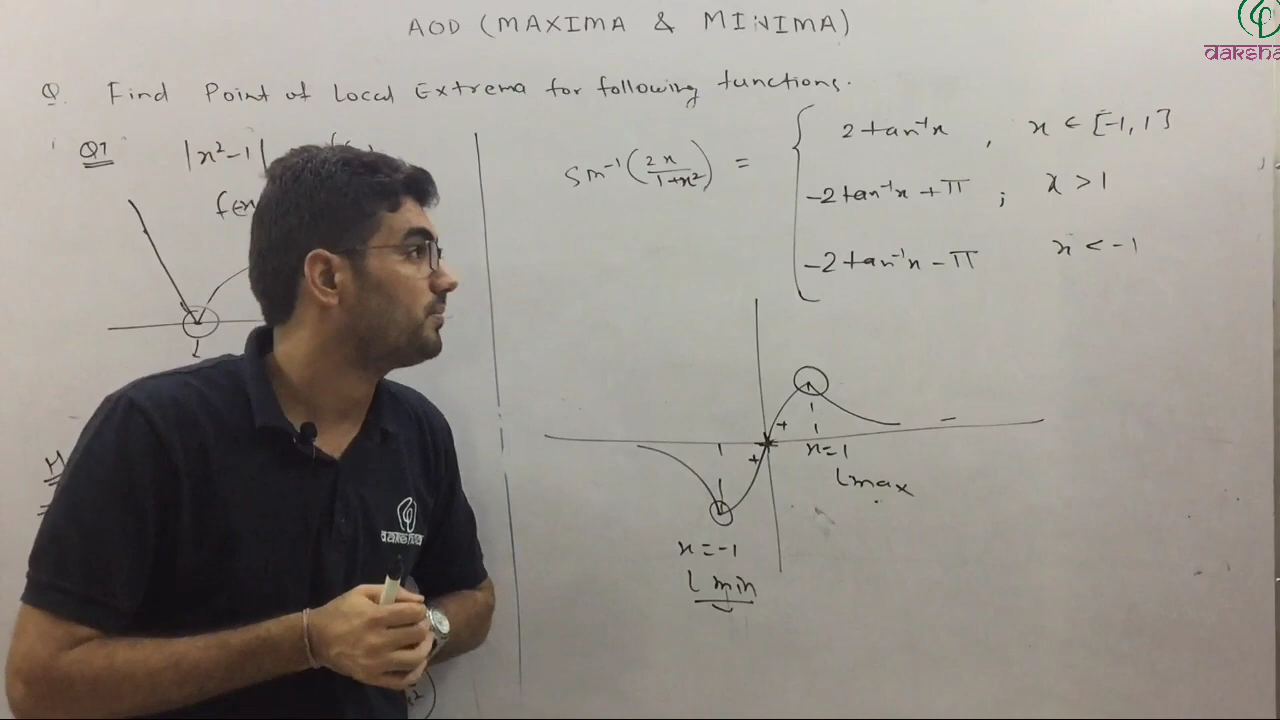 AOD (MAXIMA & MINIMA)
daksha
Q. Find Point of Local Extrema for following functions.
Q1 |x²-1|
Sin⁻¹(2x/1+x²) = { 2tan⁻¹x , x ∈ [-1, 1]
-2tan⁻¹x + π ; x > 1
-2tan⁻¹x - π x < -1
L
+
+
x=1
Lmax
x=-1
Lmin
daksha